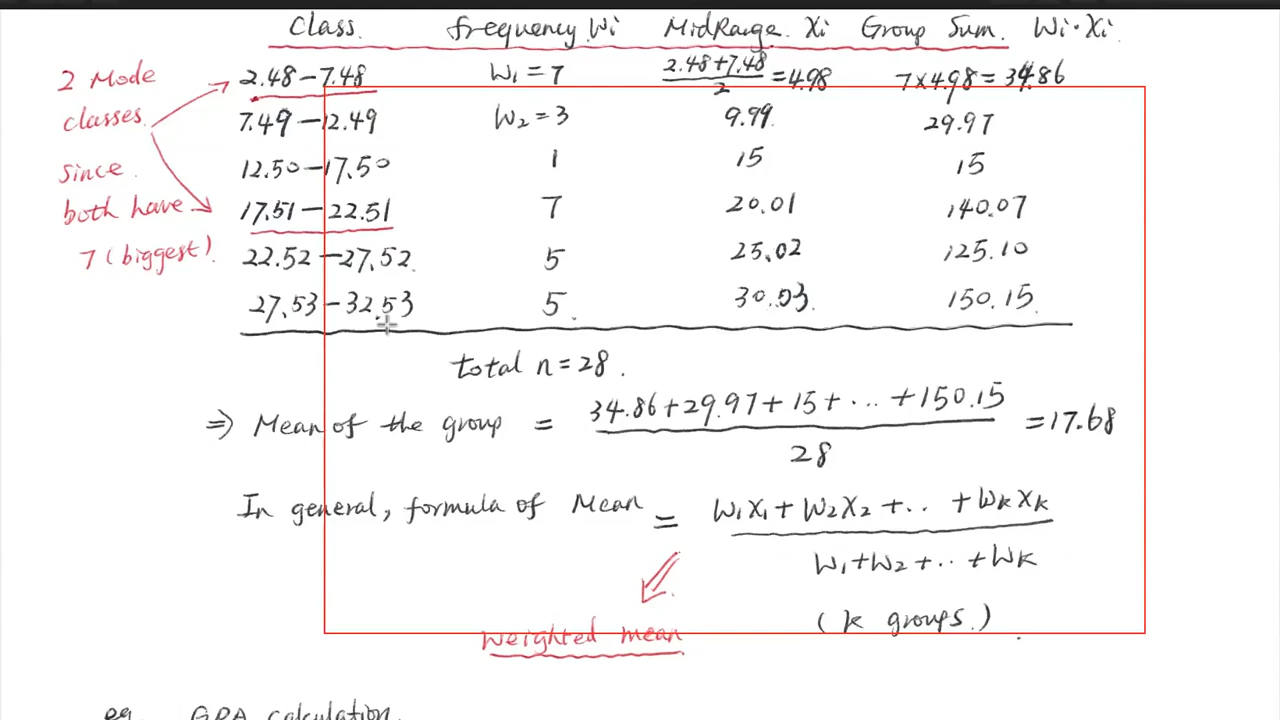 Class. frequency Wi MidRange. Xi Group Sum. Wi·Xi
2 Mode classes. since both have 7 (biggest).
2.48-7.48 W1=7 (2.48+7.48)/2=4.98 7×4.98=34.86
7.49-12.49 W2=3 9.99. 29.97
12.50-17.50 1 15 15
17.51-22.51 7 20.01 140.07
22.52-27.52. 5 25.02 125.10
27.53-32.53 5. 30.03. 150.15.
total n=28.
⇒ Mean of the group = (34.86+29.97+15+...+150.15)/28 =17.68
In general, formula of Mean = (W1X1+W2X2+..+WkXk)/(W1+W2+..+Wk)
(k groups.)
Weighted mean
eg. GPA calculation.